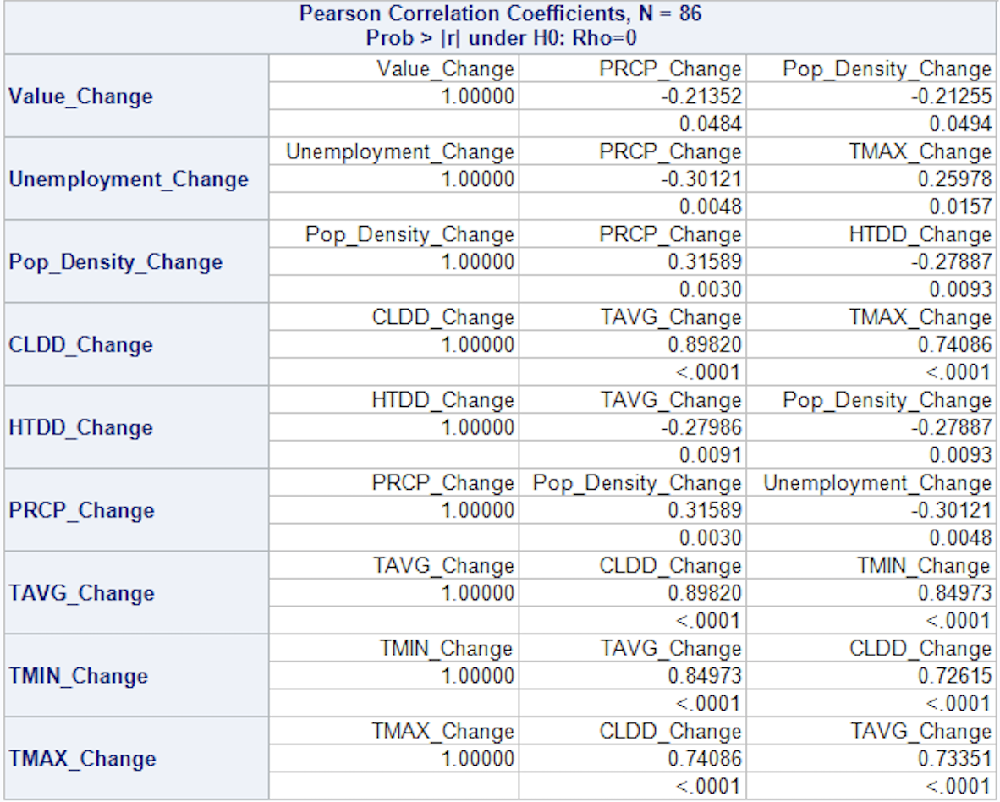 Pearson Correlation Coefficients, N = 86
Prob > |r| under H0: Rho=0
Value_Change
Value_Change PRCP_Change Pop_Density_Change
1.00000 -0.21352 -0.21255
0.0484 0.0494
Unemployment_Change
Unemployment_Change PRCP_Change TMAX_Change
1.00000 -0.30121 0.25978
0.0048 0.0157
Pop_Density_Change
Pop_Density_Change PRCP_Change HTDD_Change
1.00000 0.31589 -0.27887
0.0030 0.0093
CLDD_Change
CLDD_Change TAVG_Change TMAX_Change
1.00000 0.89820 0.74086
<.0001 <.0001
HTDD_Change
HTDD_Change TAVG_Change Pop_Density_Change
1.00000 -0.27986 -0.27887
0.0091 0.0093
PRCP_Change
PRCP_Change Pop_Density_Change Unemployment_Change
1.00000 0.31589 -0.30121
0.0030 0.0048
TAVG_Change
TAVG_Change CLDD_Change TMIN_Change
1.00000 0.89820 0.84973
<.0001 <.0001
TMIN_Change
TMIN_Change TAVG_Change CLDD_Change
1.00000 0.84973 0.72615
<.0001 <.0001
TMAX_Change
TMAX_Change CLDD_Change TAVG_Change
1.00000 0.74086 0.73351
<.0001 <.0001